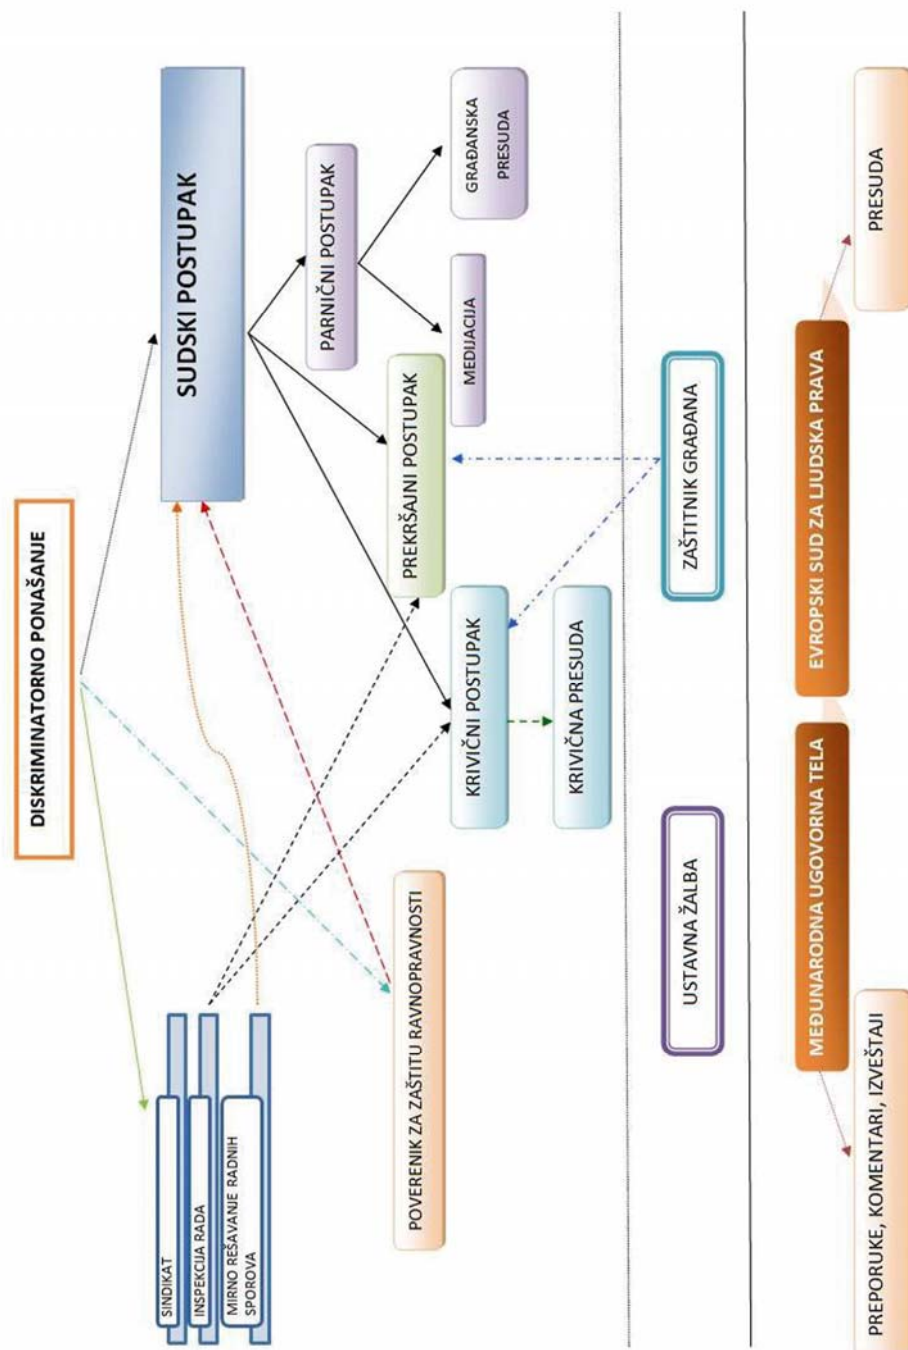 DISKRIMINATORNO PONAŠANJE
SINDIKAT
INSPEKCIJA RADA
MIRNO REŠAVANJE RADNIH
SPOROVA
SUDSKI POSTUPAK
PARNIČNI POSTUPAK
POVERENIK ZA ZAŠTITU RAVNOPRAVNOSTI
PREKRŠAJNI POSTUPAK
KRIVIČNI POSTUPAK
MEDIJACIJA
GRAĐANSKA
PRESUDA
KRIVIČNA PRESUDA
USTAVNA ŽALBA
ZAŠTITNIK GRAĐANA
MEĐUNARODNA UGOVORNA TELA
EVROPSKI SUD ZA LJUDSKA PRAVA
PREPORUKE, KOMENTARI, IZVEŠTAJI
PRESUDA